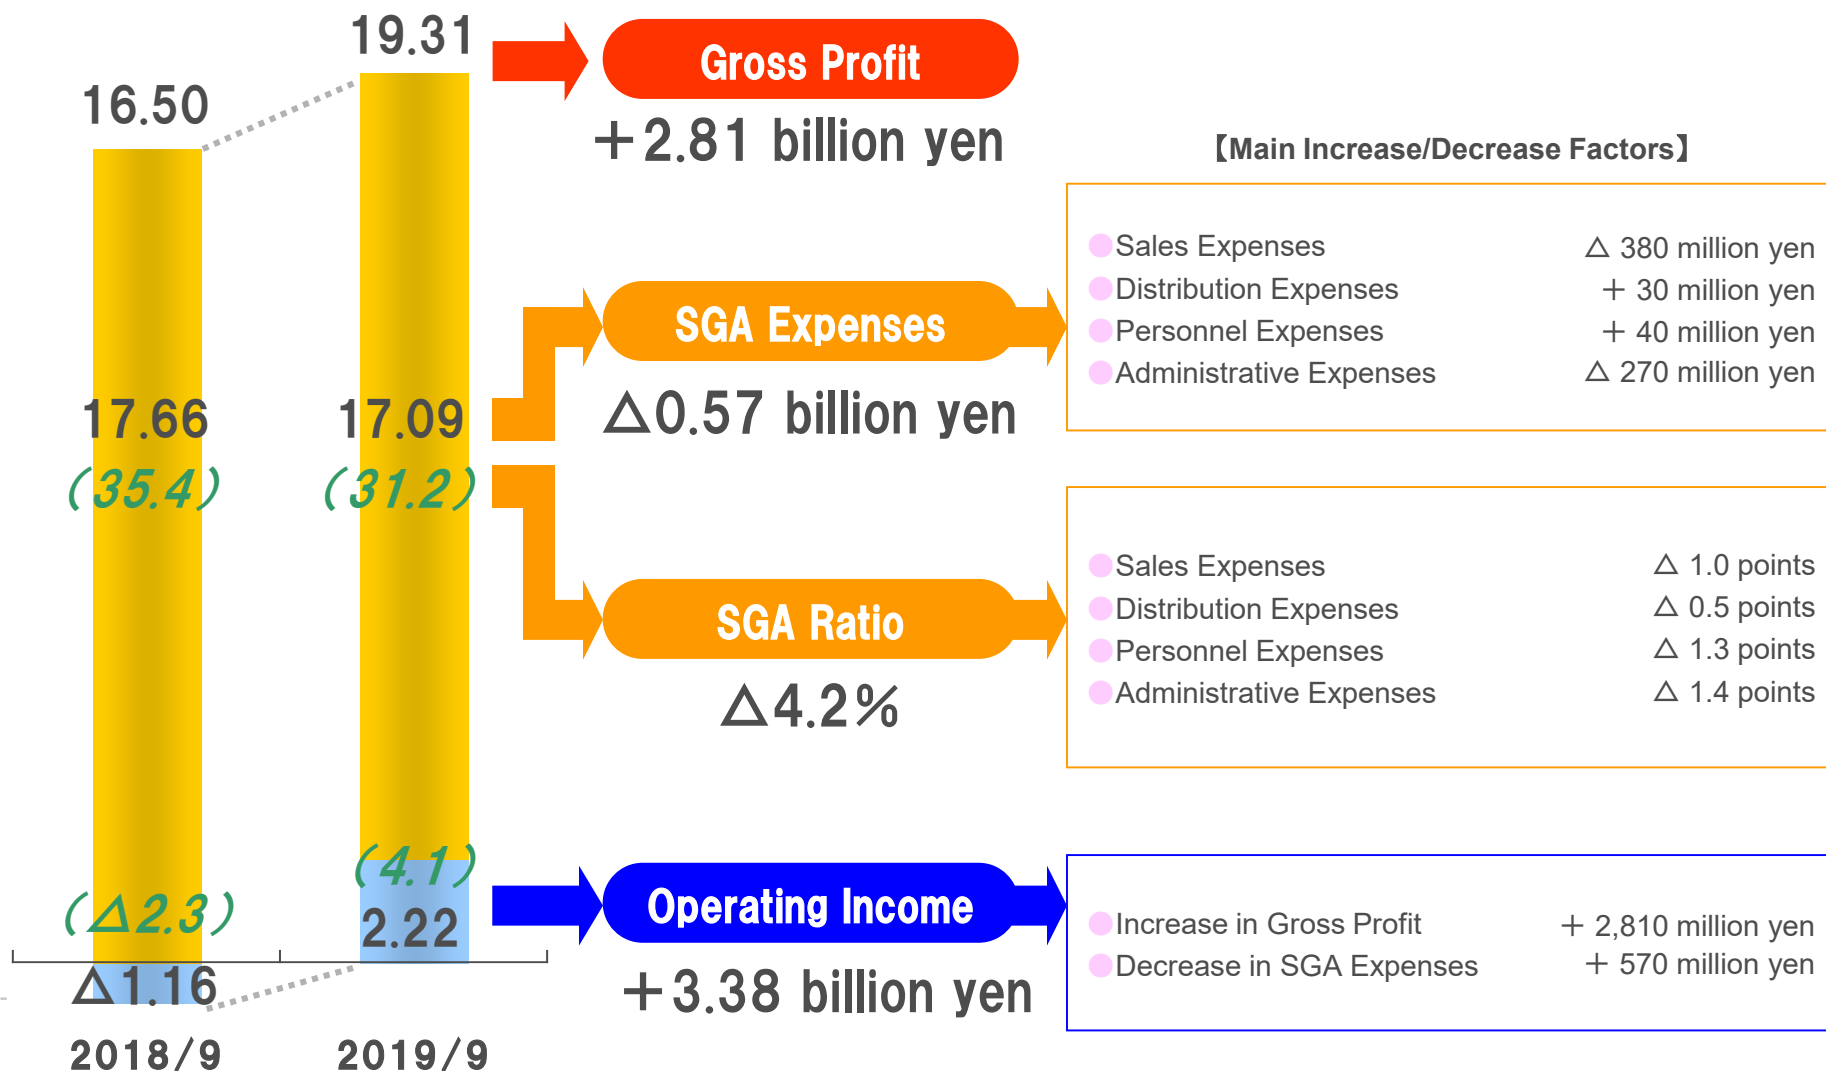 16.50
19.31
17.66
(35.4)
17.09
(31.2)
(△2.3)
△1.16
(4.1)
2.22
2018/9
2019/9
Gross Profit
+2.81 billion yen
SGA Expenses
△0.57 billion yen
SGA Ratio
△4.2%
Operating Income
+3.38 billion yen
【Main Increase/Decrease Factors】
●Sales Expenses △ 380 million yen
●Distribution Expenses + 30 million yen
●Personnel Expenses + 40 million yen
●Administrative Expenses △ 270 million yen
●Sales Expenses △ 1.0 points
●Distribution Expenses △ 0.5 points
●Personnel Expenses △ 1.3 points
●Administrative Expenses △ 1.4 points
●Increase in Gross Profit + 2,810 million yen
●Decrease in SGA Expenses + 570 million yen